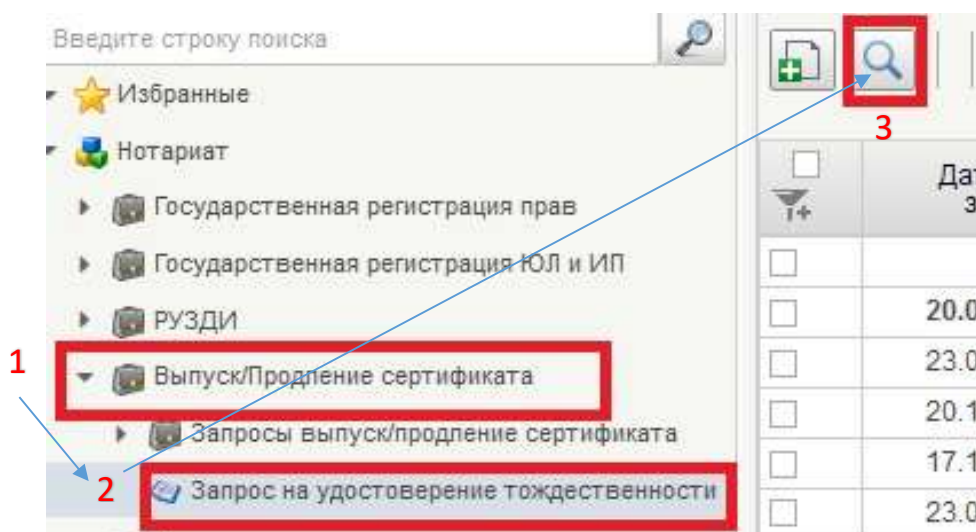 Введите строку поиска
Избранные
Нотариат
Государственная регистрация прав
Государственная регистрация ЮЛ и ИП
РУЗДИ
1
Выпуск/Продление сертификата
Запросы выпуск/продление сертификата
2
Запрос на удостоверение тождественности
3
Дат
з
20.0
23.0
20.1
17.1
23.0